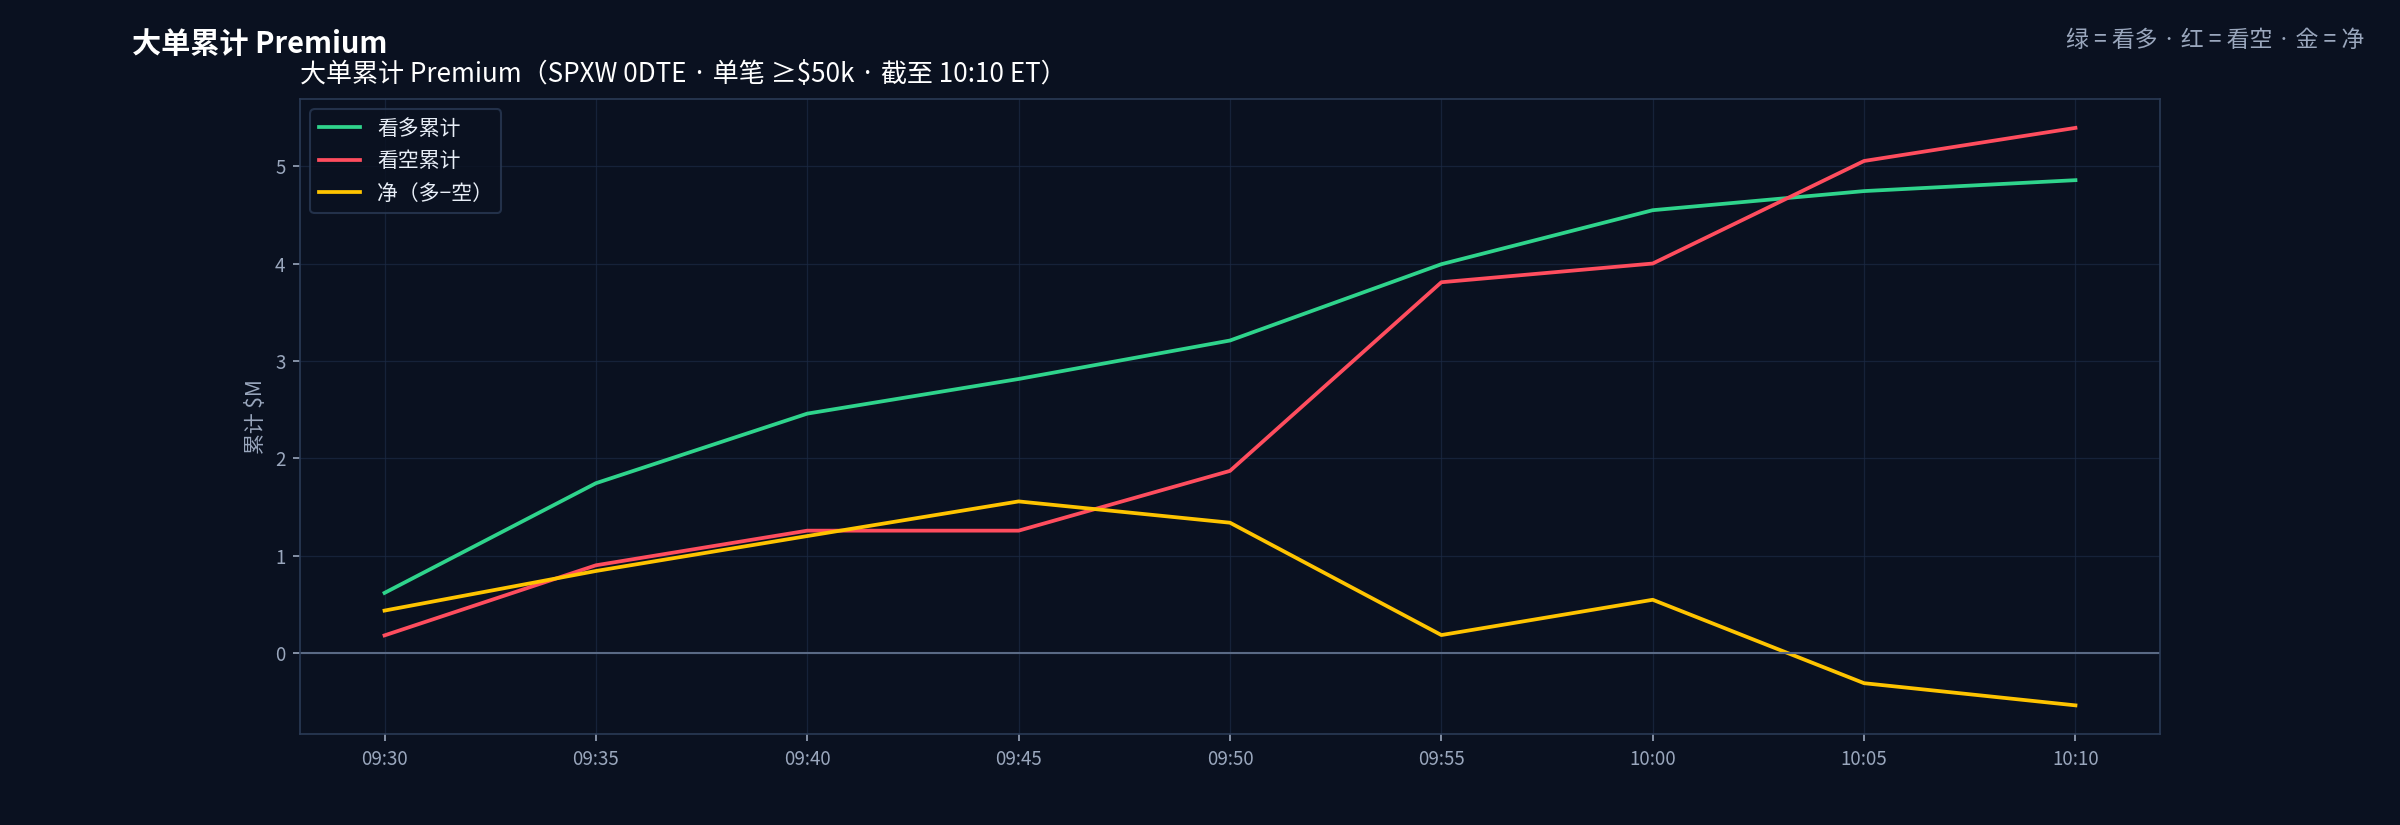 大单累计 Premium
绿 = 看多 · 红 = 看空 · 金 = 净
大单累计 Premium（SPXW 0DTE · 单笔 ≥$50k · 截至 10:10 ET）
看多累计
看空累计
净（多−空）
累计 $M
5
4
3
2
1
0
09:30 09:35 09:40 09:45 09:50 09:55 10:00 10:05 10:10